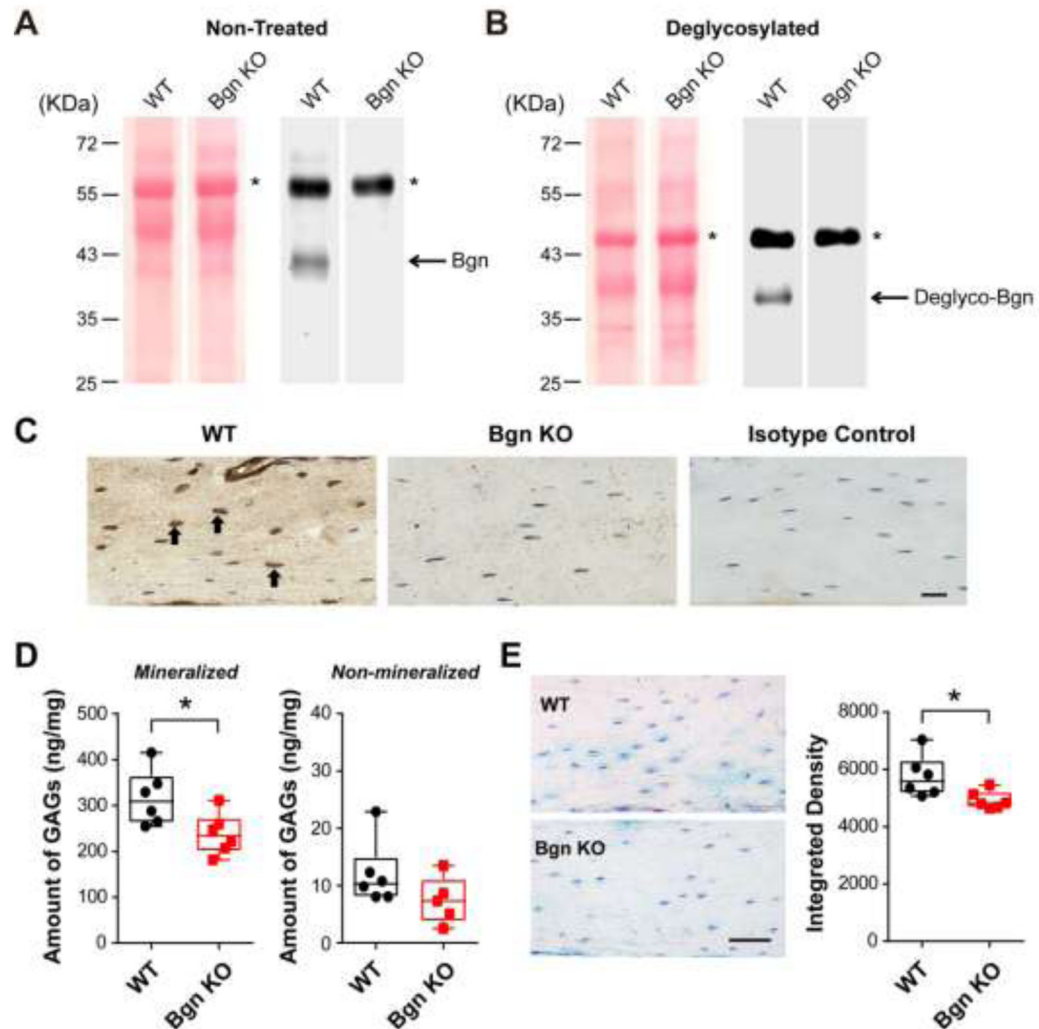 A
Non-Treated
(KDa)
WT
Bgn KO
WT
Bgn KO
72
55
43
35
25
*
*
Bgn
B
Deglycosylated
(KDa)
WT
Bgn KO
WT
Bgn KO
72
55
43
35
25
*
*
Deglyco-Bgn
C
WT
Bgn KO
Isotype Control
D
Mineralized
Amount of GAGs (ng/mg)
500
400
300
200
100
0
*
WT
Bgn KO
Non-mineralized
Amount of GAGs (ng/mg)
40
30
20
10
0
WT
Bgn KO
E
WT
Bgn KO
Integreted Density
8000
6000
4000
2000
0
*
WT
Bgn KO